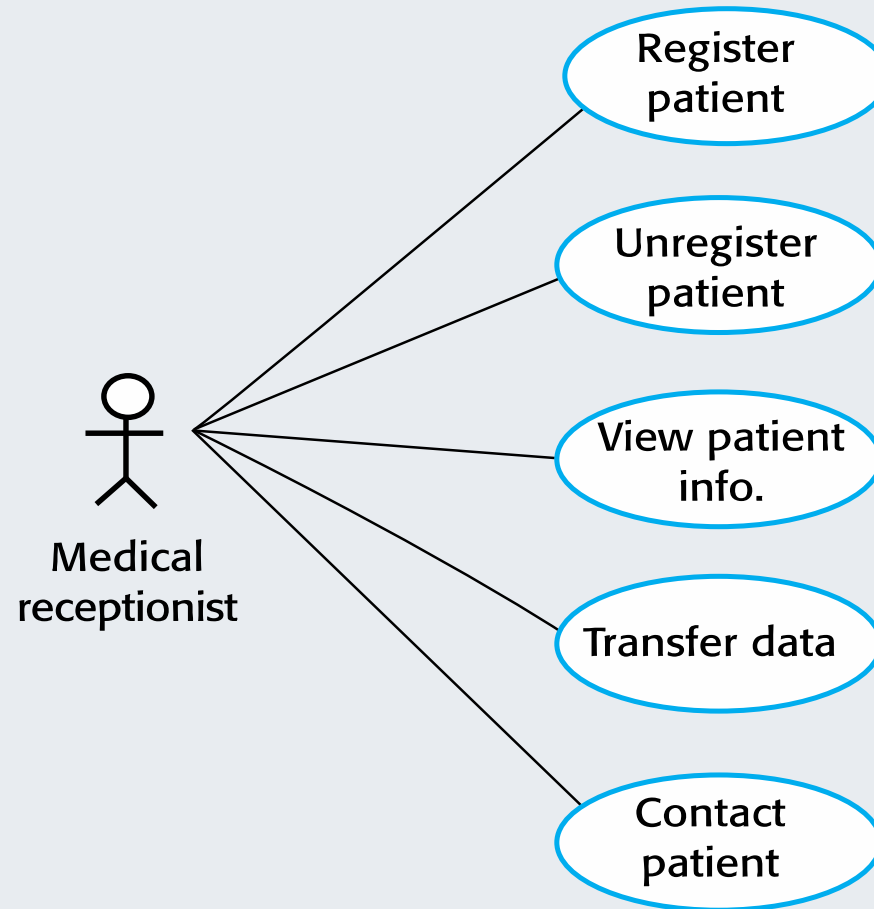 Register
patient
Unregister
patient
View patient
info.
Medical
receptionist
Transfer data
Contact
patient